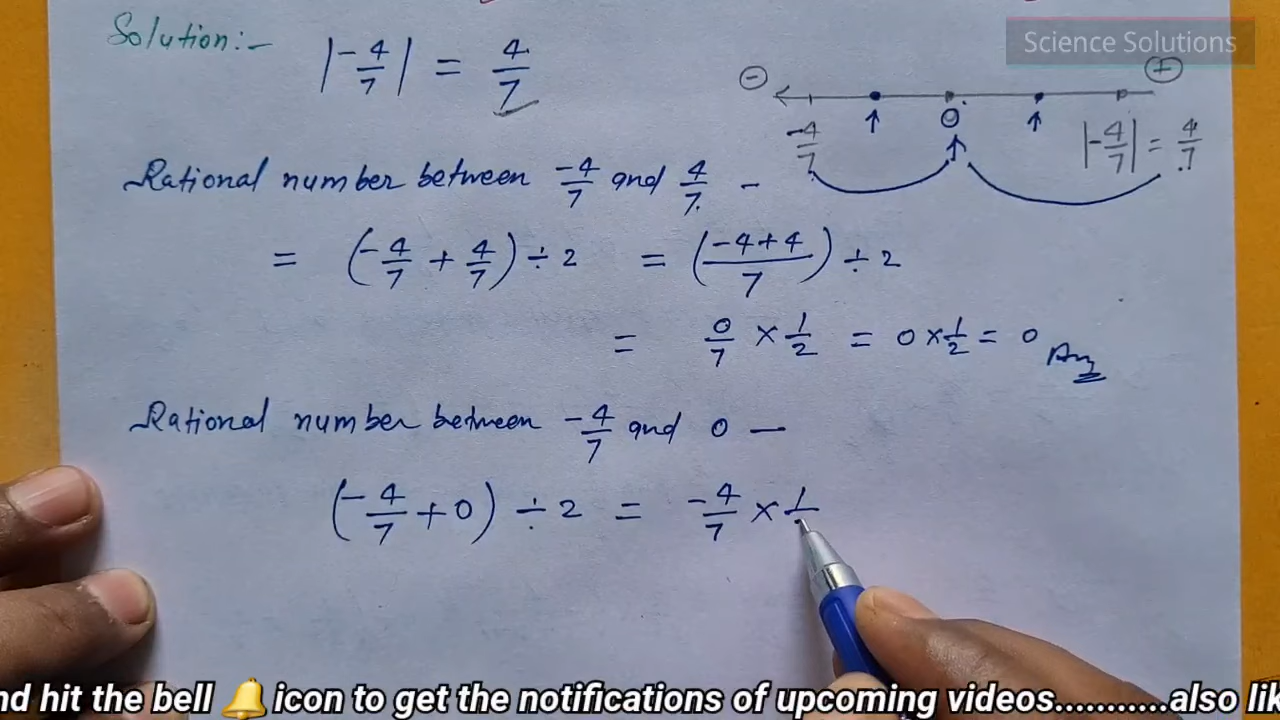 Science Solutions
Solution:-
|-4/7| = 4/7
⊖ ⊕
-4/7 0 |-4/7| = 4/7
Rational number between -4/7 and 4/7 -
= (-4/7 + 4/7) ÷ 2 = (-4+4/7) ÷ 2
= 0/7 × 1/2 = 0 × 1/2 = 0 Ans
Rational number between -4/7 and 0 —
(-4/7 + 0) ÷ 2 = -4/7 × 1/
nd hit the bell 🔔 icon to get the notifications of upcoming videos...........also lik